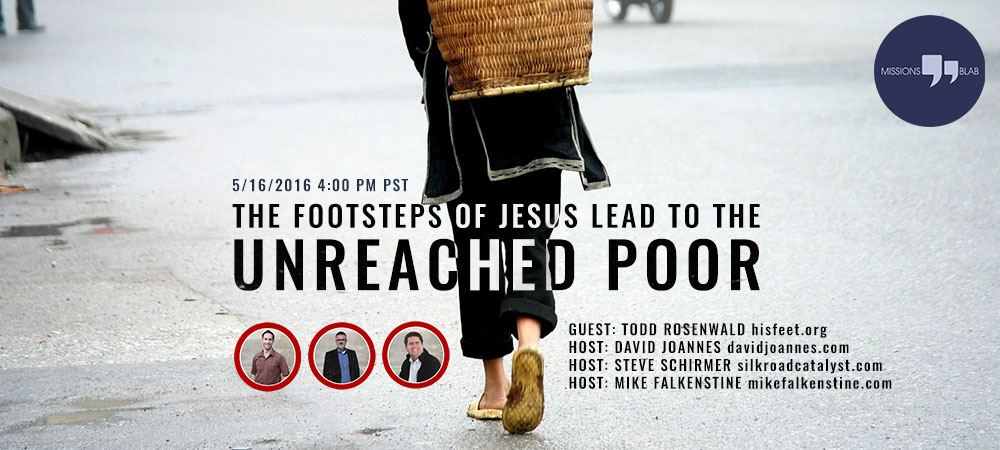 MISSIONS BLAB
5/16/2016 4:00 PM PST
THE FOOTSTEPS OF JESUS LEAD TO THE
UNREACHED POOR
GUEST: TODD ROSENWALD hisfeet.org
HOST: DAVID JOANNES davidjoannes.com
HOST: STEVE SCHIRMER silkroadcatalyst.com
HOST: MIKE FALKENSTINE mikefalkenstine.com